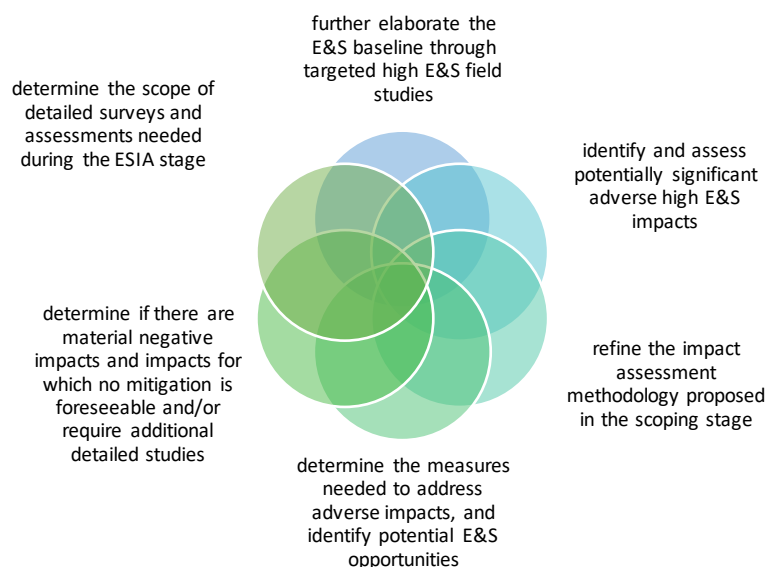 further elaborate the
E&S baseline through
targeted high E&S field
studies
identify and assess
potentially significant
adverse high E&S
impacts
refine the impact
assessment
methodology proposed
in the scoping stage
determine the measures
needed to address
adverse impacts, and
identify potential E&S
opportunities
determine if there are
material negative
impacts and impacts for
which no mitigation is
foreseeable and/or
require additional
detailed studies
determine the scope of
detailed surveys and
assessments needed
during the ESIA stage